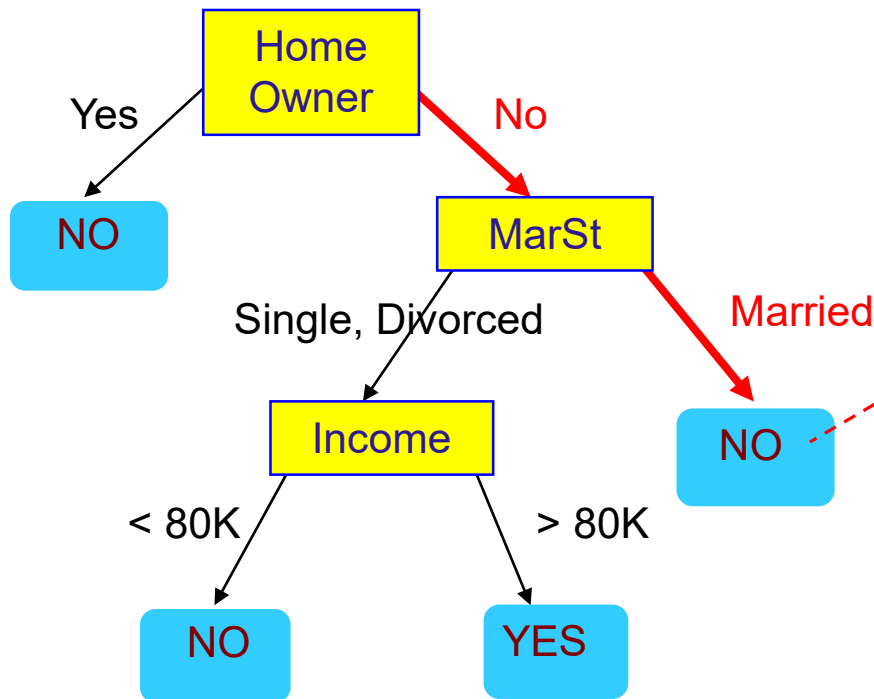 Home
Owner
Yes
No
NO
MarSt
Single, Divorced
Married
Income
NO
< 80K
> 80K
NO
YES